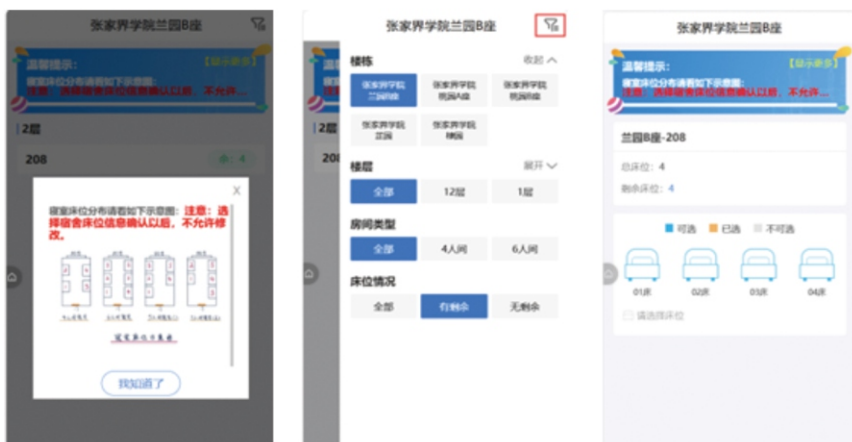 张家界学院兰园B座
温馨提示:
【显示更多】
寝室床位分布请看如下示意图:
注意:选择宿舍床位信息确认以后,不允许...
2层
208
余:4
X
寝室床位分布请看如下示意图:注意:选
择宿舍床位信息确认以后,不允许修
改。
我知道了
张家界学院兰园B座
2层
208
楼栋
收起
张家界学院
兰园B座
张家界学院
桃园A座
张家界学院
桃园B座
张家界学院
兰园
张家界学院
楼层
展开
全部
12层
1层
房间类型
全部
4人间
6人间
床位情况
全部
有剩余
无剩余
张家界学院兰园B座
温馨提示:
【显示更多】
寝室床位分布请看如下示意图:
注意:选择宿舍床位信息确认以后,不允许...
兰园B座-208
总床位:4
剩余床位:4
可选
已选
不可选
01床
02床
03床
04床
请选择床位